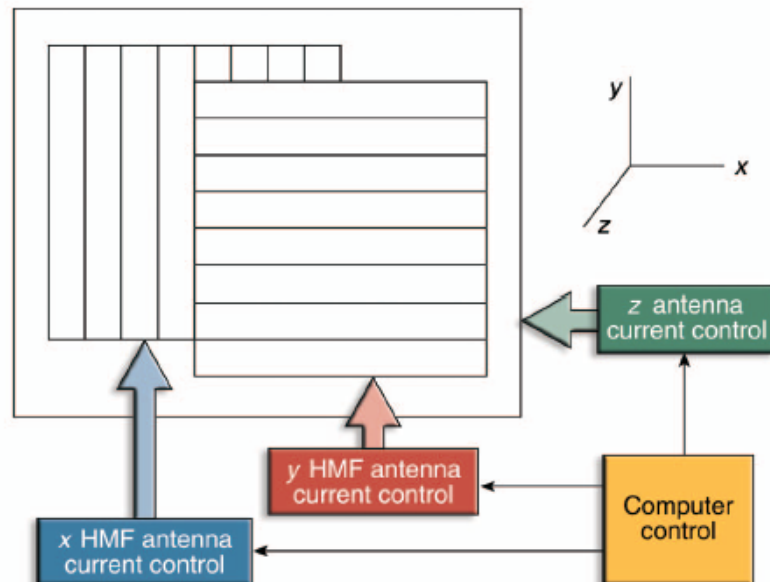 y
x
z
z antenna
current control
y HMF antenna
current control
Computer
control
x HMF antenna
current control